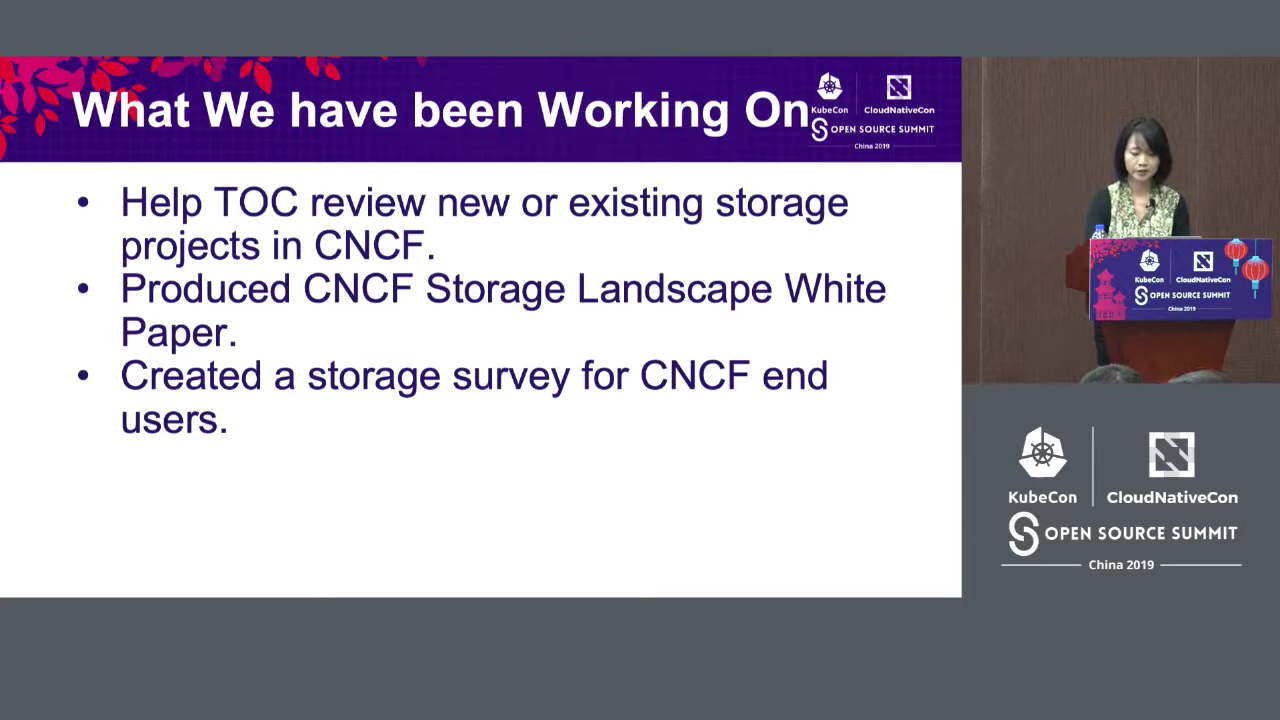 What We have been Working On
KubeCon
CloudNativeCon
OPEN SOURCE SUMMIT
China 2019
• Help TOC review new or existing storage
projects in CNCF.
• Produced CNCF Storage Landscape White
Paper.
• Created a storage survey for CNCF end
users.
KubeCon
CloudNativeCon
OPEN SOURCE SUMMIT
China 2019
KubeCon
CloudNativeCon
OPEN SOURCE SUMMIT
China 2019